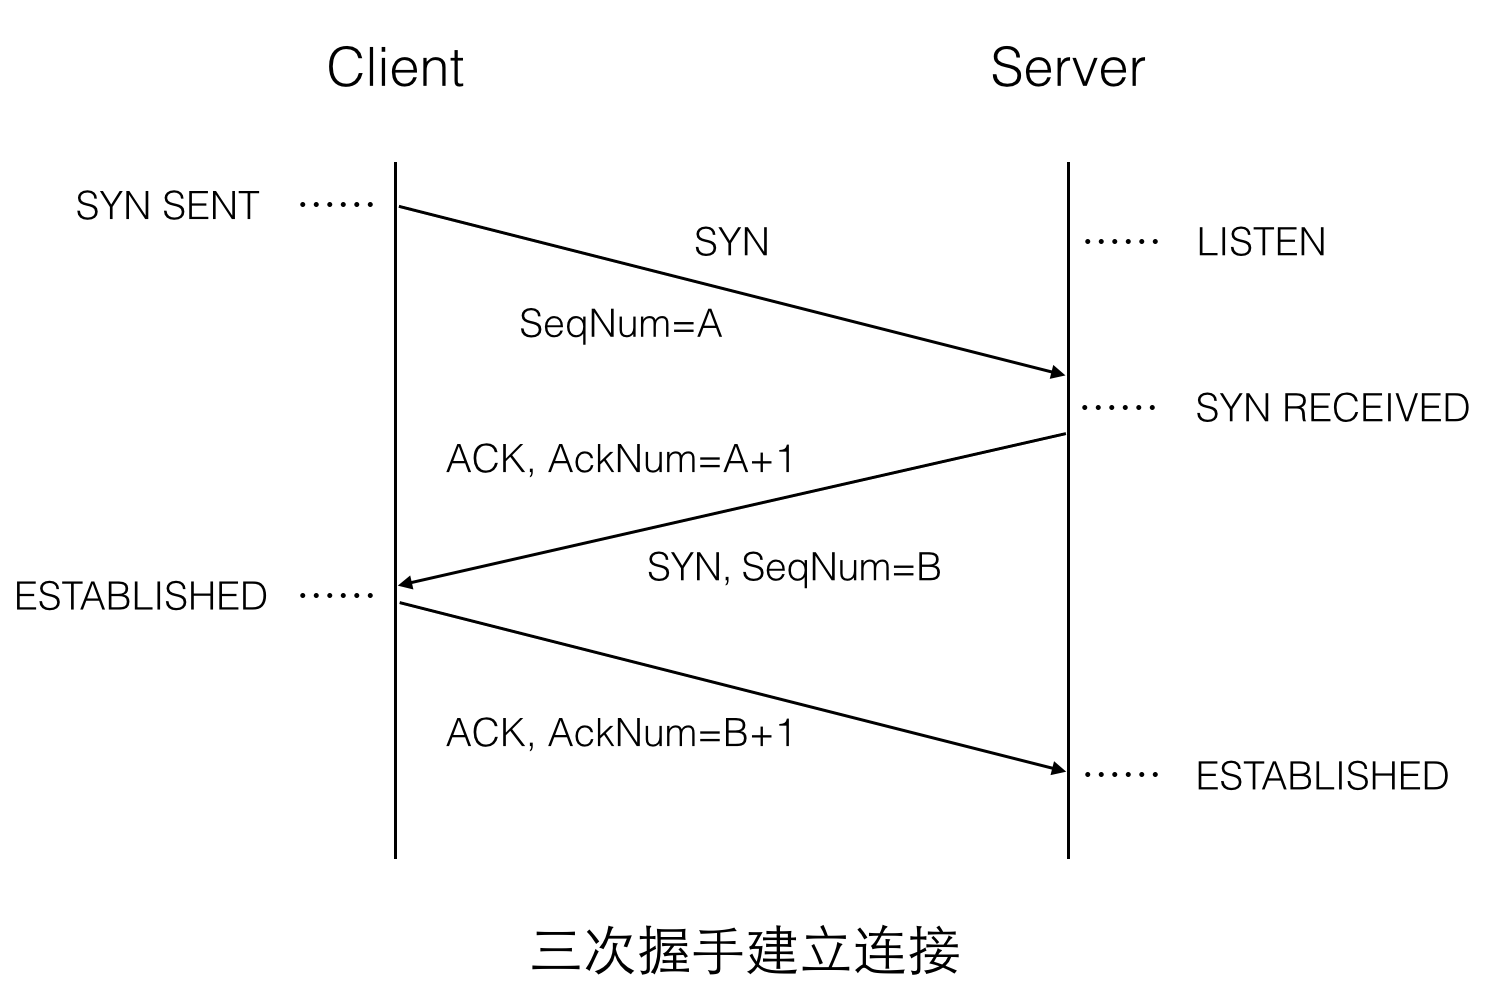 Client
Server
SYN SENT
SYN
LISTEN
SeqNum=A
SYN RECEIVED
ACK, AckNum=A+1
SYN, SeqNum=B
ESTABLISHED
ACK, AckNum=B+1
ESTABLISHED
三次握手建立连接